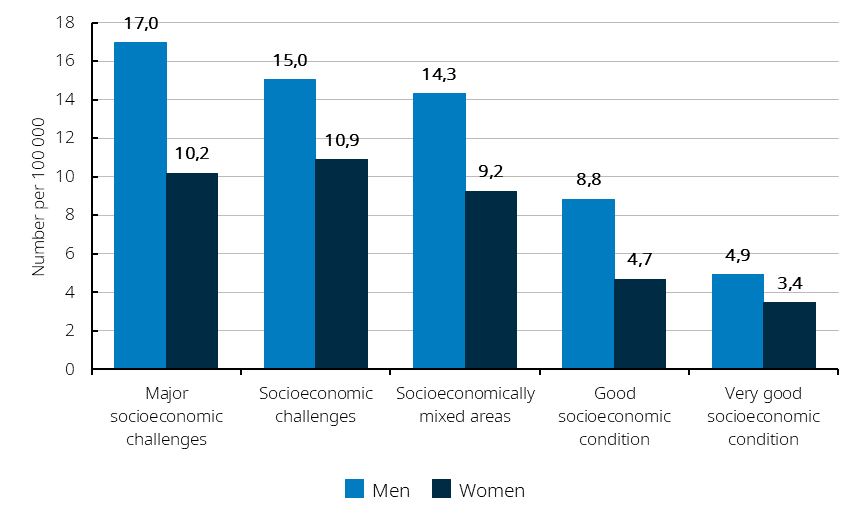 Number per 100 000
18
16
14
12
10
8
6
4
2
0
17,0
10,2
15,0
10,9
14,3
9,2
8,8
4,7
4,9
3,4
Major
socioeconomic
challenges
Socioeconomic
challenges
Socioeconomically
mixed areas
Good
socioeconomic
condition
Very good
socioeconomic
condition
Men
Women